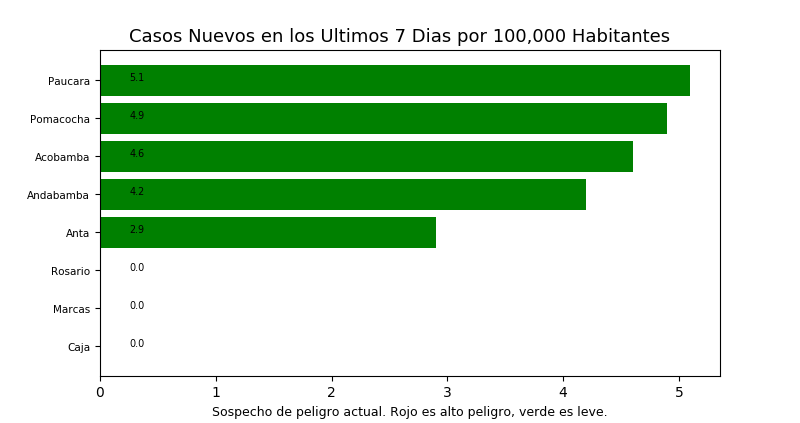 Casos Nuevos en los Ultimos 7 Dias por 100,000 Habitantes
Paucara 5.1
Pomacocha 4.9
Acobamba 4.6
Andabamba 4.2
Anta 2.9
Rosario 0.0
Marcas 0.0
Caja 0.0
0 1 2 3 4 5
Sospecho de peligro actual. Rojo es alto peligro, verde es leve.